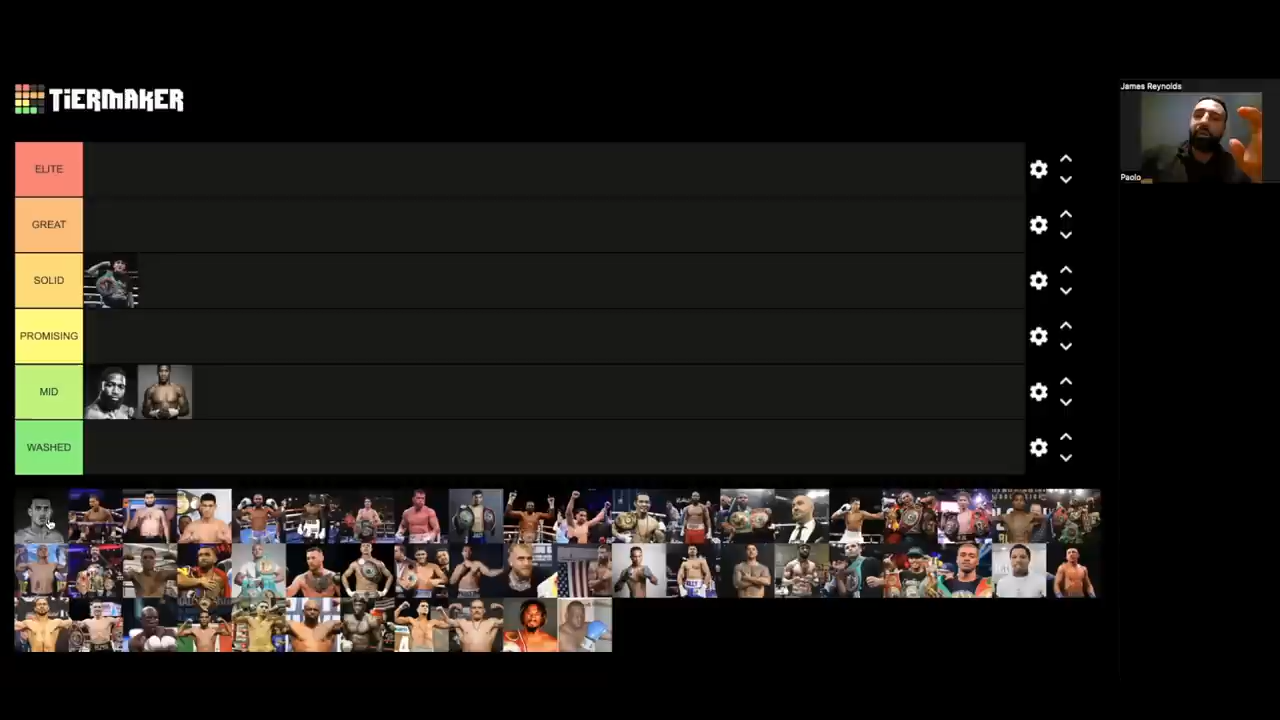 TiERMAKER
James Reynolds
ELITE
Paolo
GREAT
SOLID
PROMISING
MID
WASHED